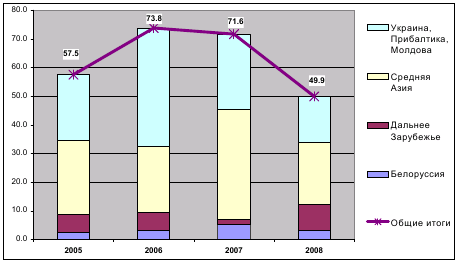 80.0
70.0
60.0
50.0
40.0
30.0
20.0
10.0
0.0
57.5
73.8
71.6
49.9
2005
2006
2007
2008
Украина,
Прибалтика,
Молдова
Средняя
Азия
Дальнее
Зарубежье
Белоруссия
Общие итоги